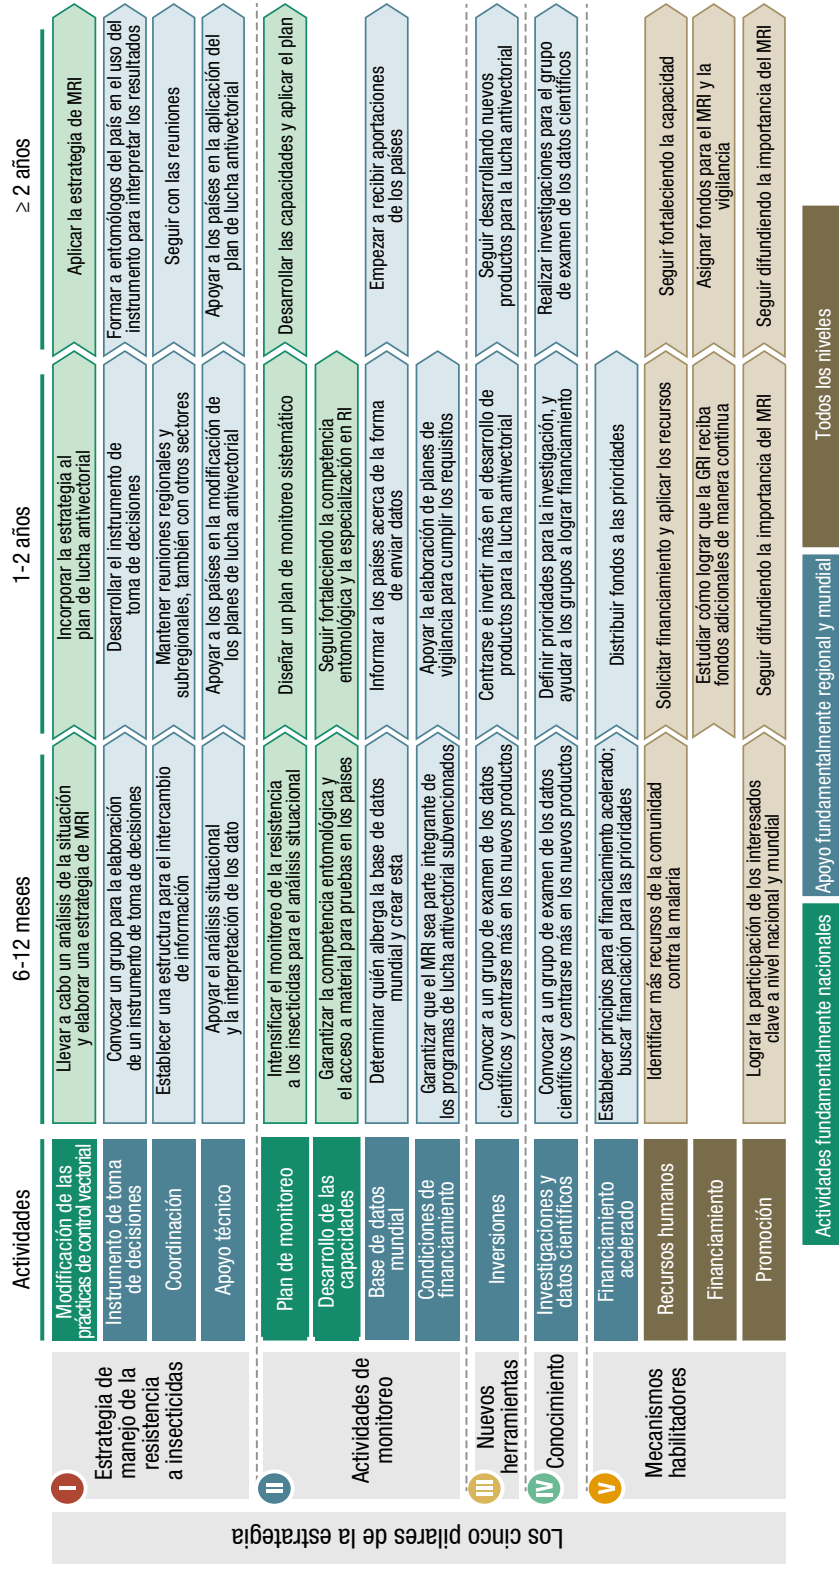 Actividades
6-12 meses
1-2 años
≥ 2 años
Los cinco pilares de la estrategia
I
Estrategia de
manejo de la
resistencia
a insecticidas
Modificación de las
prácticas de control vectorial
Llevar a cabo un análisis de la situación
y elaborar una estrategia de MRI
Incorporar la estrategia al
plan de lucha antivectorial
Aplicar la estrategia de MRI
Instrumento de toma
de decisiones
Convocar un grupo para la elaboración
de un instrumento de toma de decisiones
Desarrollar el instrumento de
toma de decisiones
Formar a entomólogos del país en el uso del
instrumento para interpretar los resultados
Coordinación
Establecer una estructura para el intercambio
de información
Mantener reuniones regionales y
subregionales, también con otros sectores
Seguir con las reuniones
Apoyo técnico
Apoyar el análisis situacional
y la interpretación de los dato
Apoyar a los países en la modificación de
los planes de lucha antivectorial
Apoyar a los países en la aplicación del
plan de lucha antivectorial
II
Actividades de
monitoreo
Plan de monitoreo
Intensificar el monitoreo de la resistencia
a los insecticidas para el análisis situacional
Diseñar un plan de monitoreo sistemático
Desarrollar las capacidades y aplicar el plan
Desarrollo de las
capacidades
Garantizar la competencia entomológica y
el acceso a material para pruebas en los países
Seguir fortaleciendo la competencia
entomológica y la especialización en RI
Base de datos
mundial
Determinar quién alberga la base de datos
mundial y crear esta
Informar a los países acerca de la forma
de enviar datos
Empezar a recibir aportaciones
de los países
Condiciones de
financiamiento
Garantizar que el MRI sea parte integrante de
los programas de lucha antivectorial subvencionados
Apoyar la elaboración de planes de
vigilancia para cumplir los requisitos
III
Nuevos
herramientas
Inversiones
Convocar a un grupo de examen de los datos
científicos y centrarse más en los nuevos productos
Centrarse e invertir más en el desarrollo de
productos para la lucha antivectorial
Seguir desarrollando nuevos
productos para la lucha antivectorial
IV
Conocimiento
Investigaciones y
datos científicos
Convocar a un grupo de examen de los datos
científicos y centrarse más en los nuevos productos
Definir prioridades para la investigación, y
ayudar a los grupos a lograr financiamiento
Realizar investigaciones para el grupo
de examen de los datos científicos
V
Mecanismos
habilitadores
Financiamiento
acelerado
Establecer principios para el financiamiento acelerado;
buscar financiación para las prioridades
Distribuir fondos a las prioridades
Recursos humanos
Identificar más recursos de la comunidad
contra la malaria
Solicitar financiamiento y aplicar los recursos
Seguir fortaleciendo la capacidad
Financiamiento
Estudiar cómo lograr que la GRI reciba
fondos adicionales de manera continua
Asignar fondos para el MRI y la
vigilancia
Promoción
Lograr la participación de los interesados
clave a nivel nacional y mundial
Seguir difundiendo la importancia del MRI
Seguir difundiendo la importancia del MRI
Actividades fundamentalmente nacionales
Apoyo fundamentalmente regional y mundial
Todos los niveles